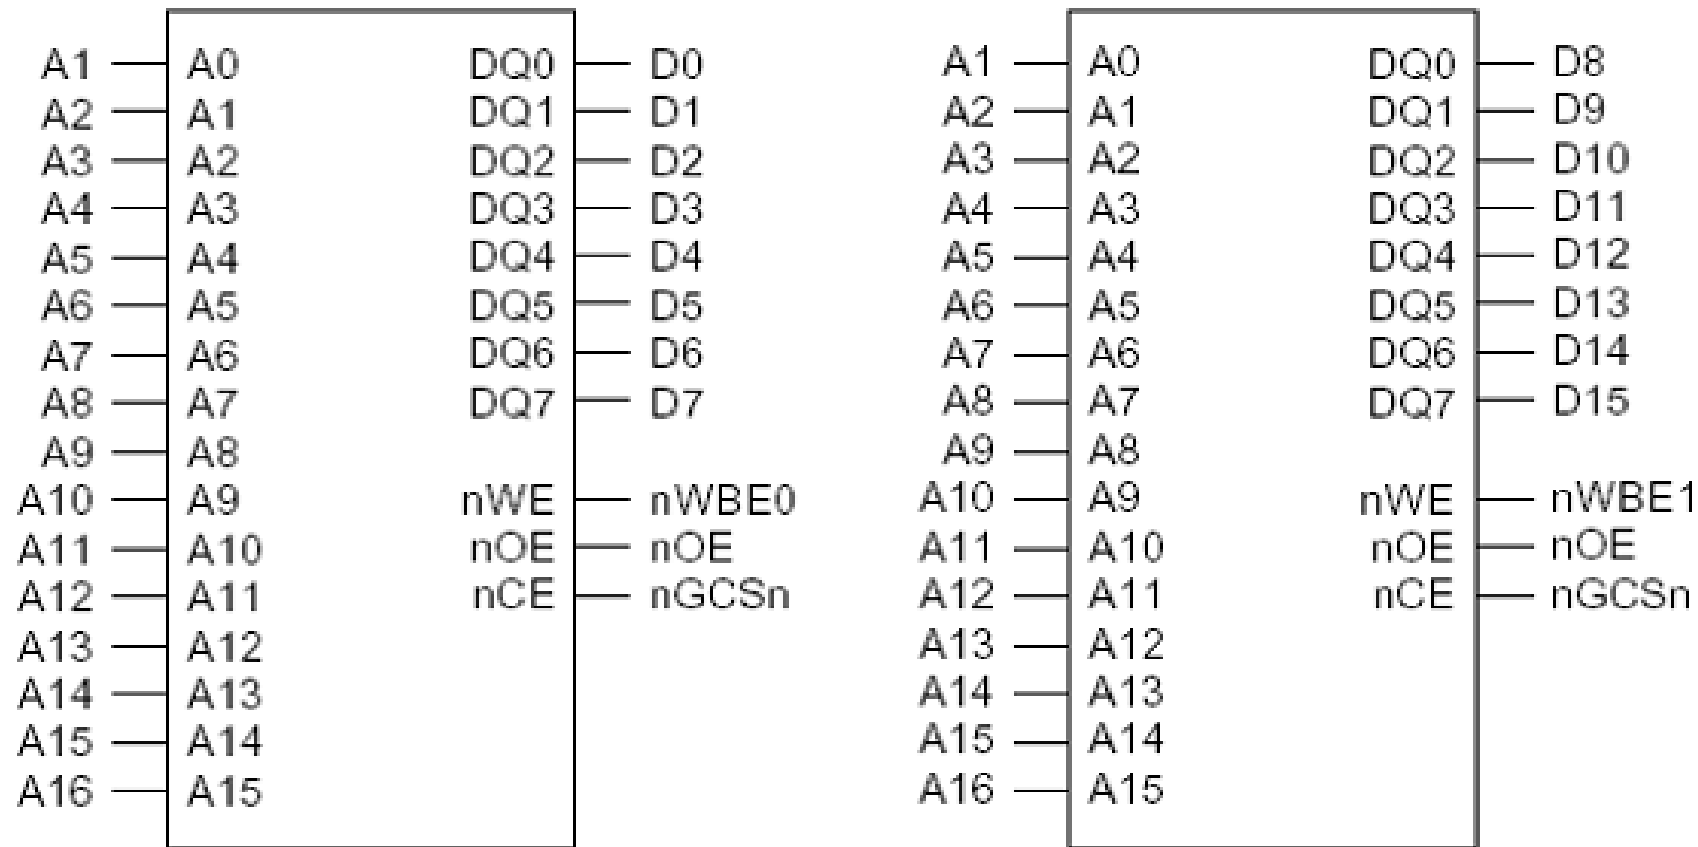 A1 A0 DQ0 D0
A2 A1 DQ1 D1
A3 A2 DQ2 D2
A4 A3 DQ3 D3
A5 A4 DQ4 D4
A6 A5 DQ5 D5
A7 A6 DQ6 D6
A8 A7 DQ7 D7
A9 A8
A10 A9 nWE nWBE0
A11 A10 nOE nOE
A12 A11 nCE nGCSn
A13 A12
A14 A13
A15 A14
A16 A15
A1 A0 DQ0 D8
A2 A1 DQ1 D9
A3 A2 DQ2 D10
A4 A3 DQ3 D11
A5 A4 DQ4 D12
A6 A5 DQ5 D13
A7 A6 DQ6 D14
A8 A7 DQ7 D15
A9 A8
A10 A9 nWE nWBE1
A11 A10 nOE nOE
A12 A11 nCE nGCSn
A13 A12
A14 A13
A15 A14
A16 A15